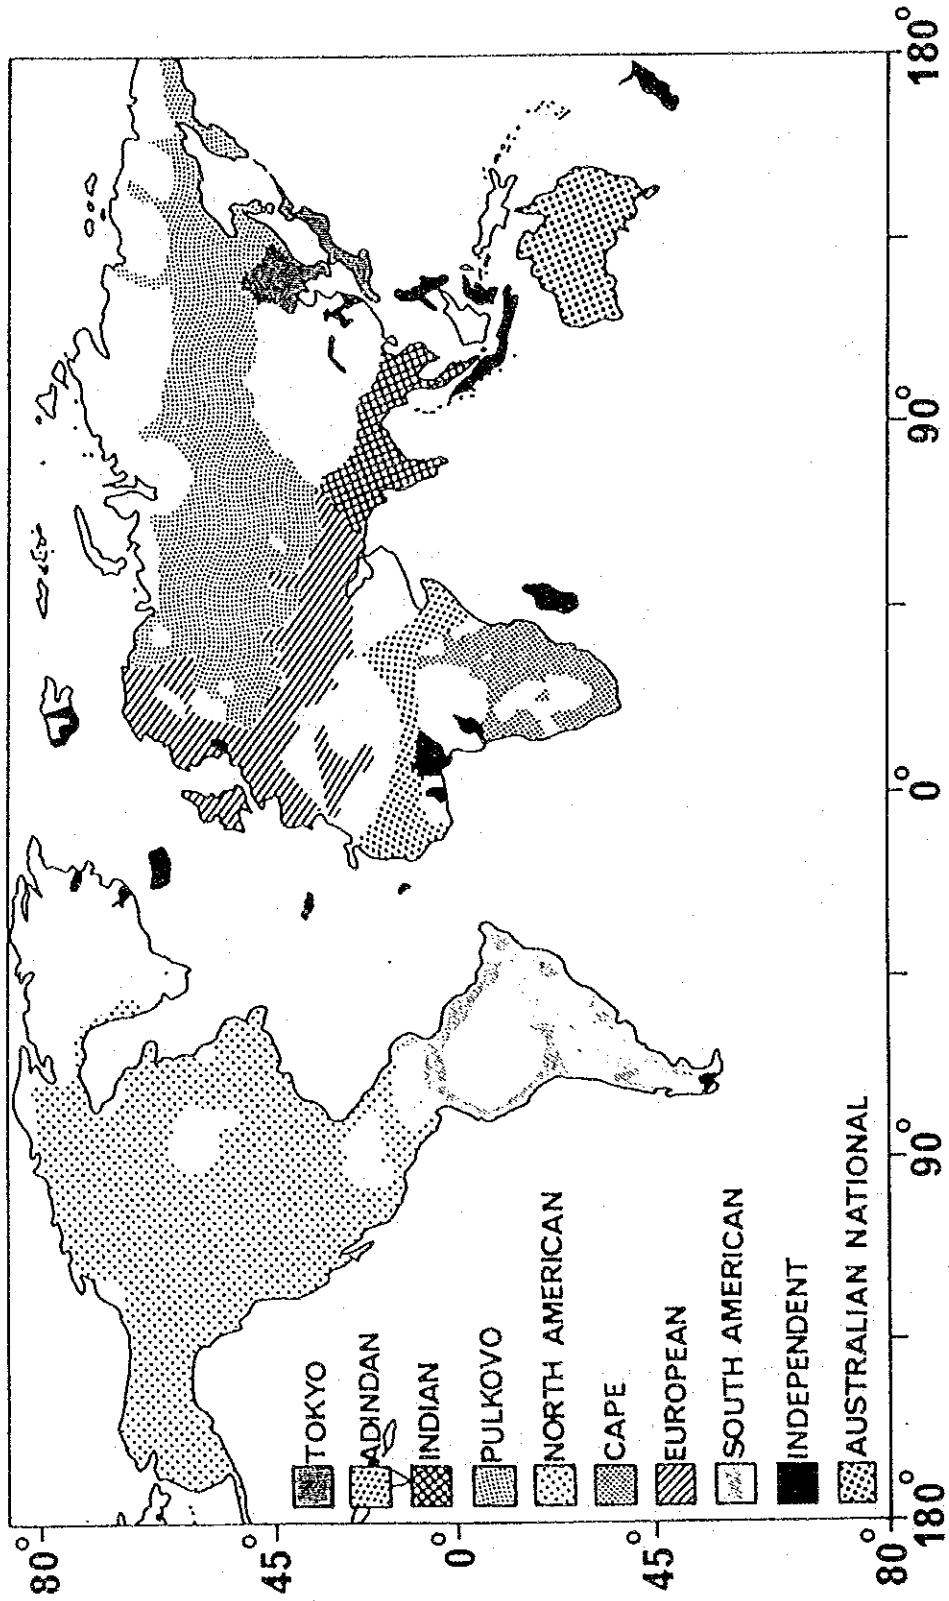 TOKYO
ADINDAN
INDIAN
PULKOVO
NORTH AMERICAN
CAPE
EUROPEAN
SOUTH AMERICAN
INDEPENDENT
AUSTRALIAN NATIONAL
80°
45°
0°
45°
80°
180°
90°
0°
90°
180°